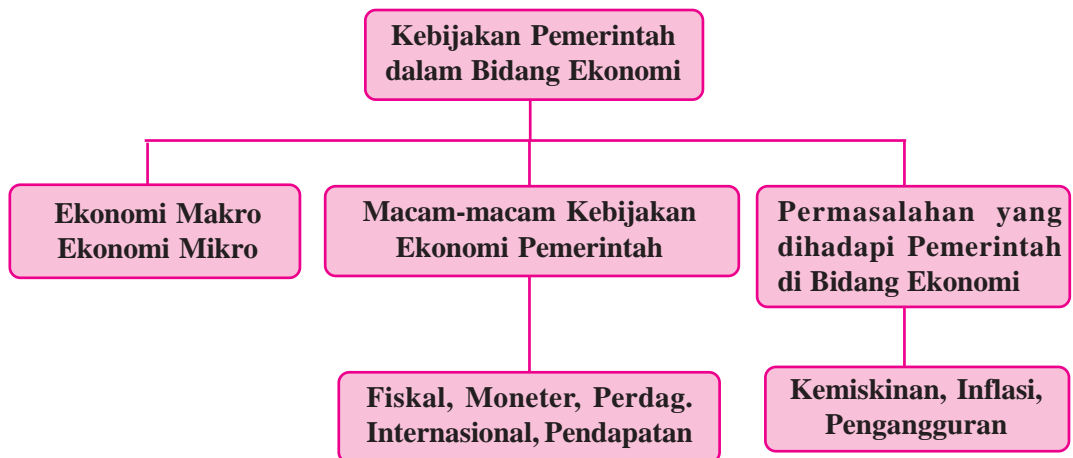 Kebijakan Pemerintah
dalam Bidang Ekonomi
Ekonomi Makro
Ekonomi Mikro
Macam-macam Kebijakan
Ekonomi Pemerintah
Permasalahan yang
dihadapi Pemerintah
di Bidang Ekonomi
Fiskal, Moneter, Perdag.
Internasional, Pendapatan
Kemiskinan, Inflasi,
Pengangguran